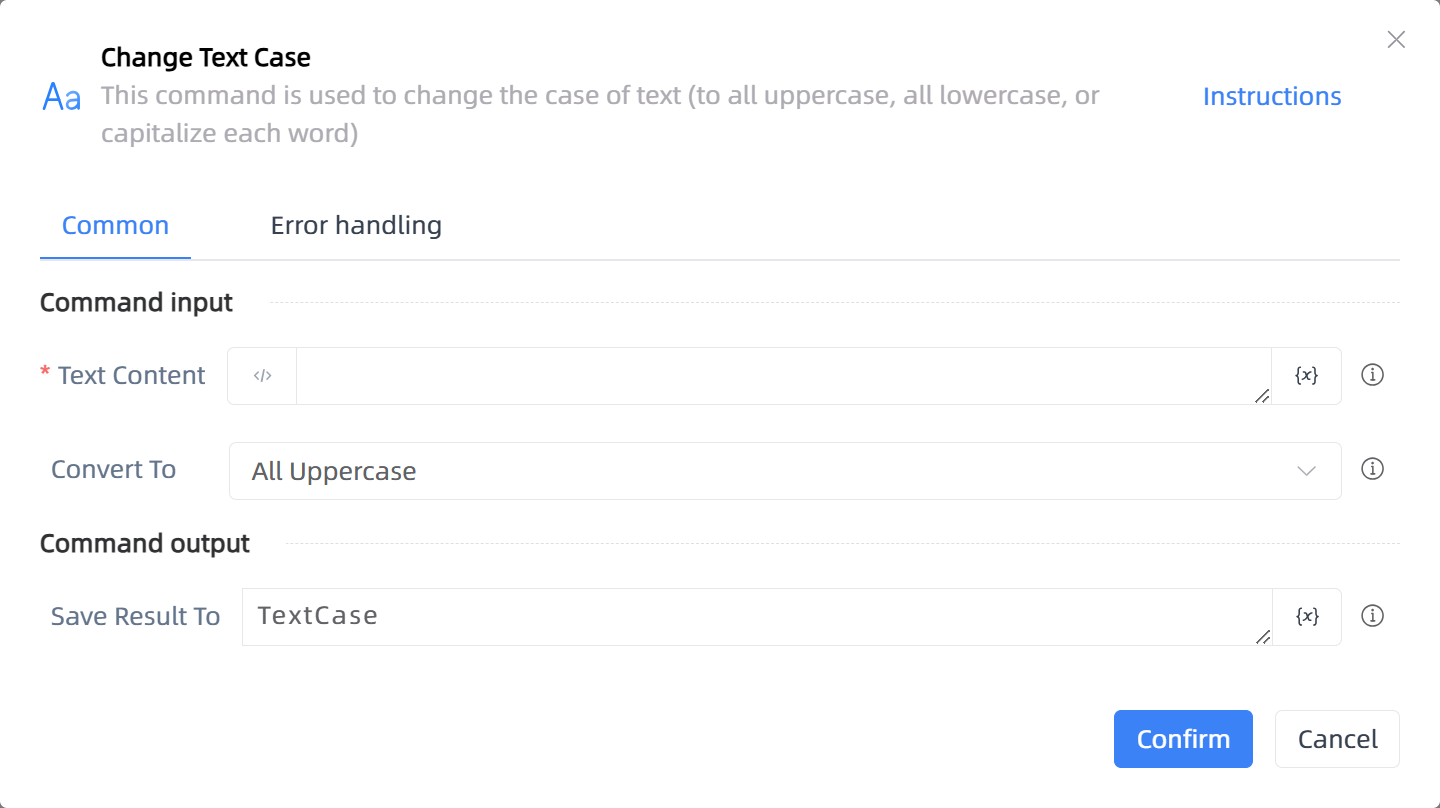 Change Text Case
Aa
This command is used to change the case of text (to all uppercase, all lowercase, or
capitalize each word)
Instructions
Common
Error handling
Command input
* Text Content
</>
{x}
Convert To
All Uppercase
Command output
Save Result To
TextCase
{x}
Confirm
Cancel